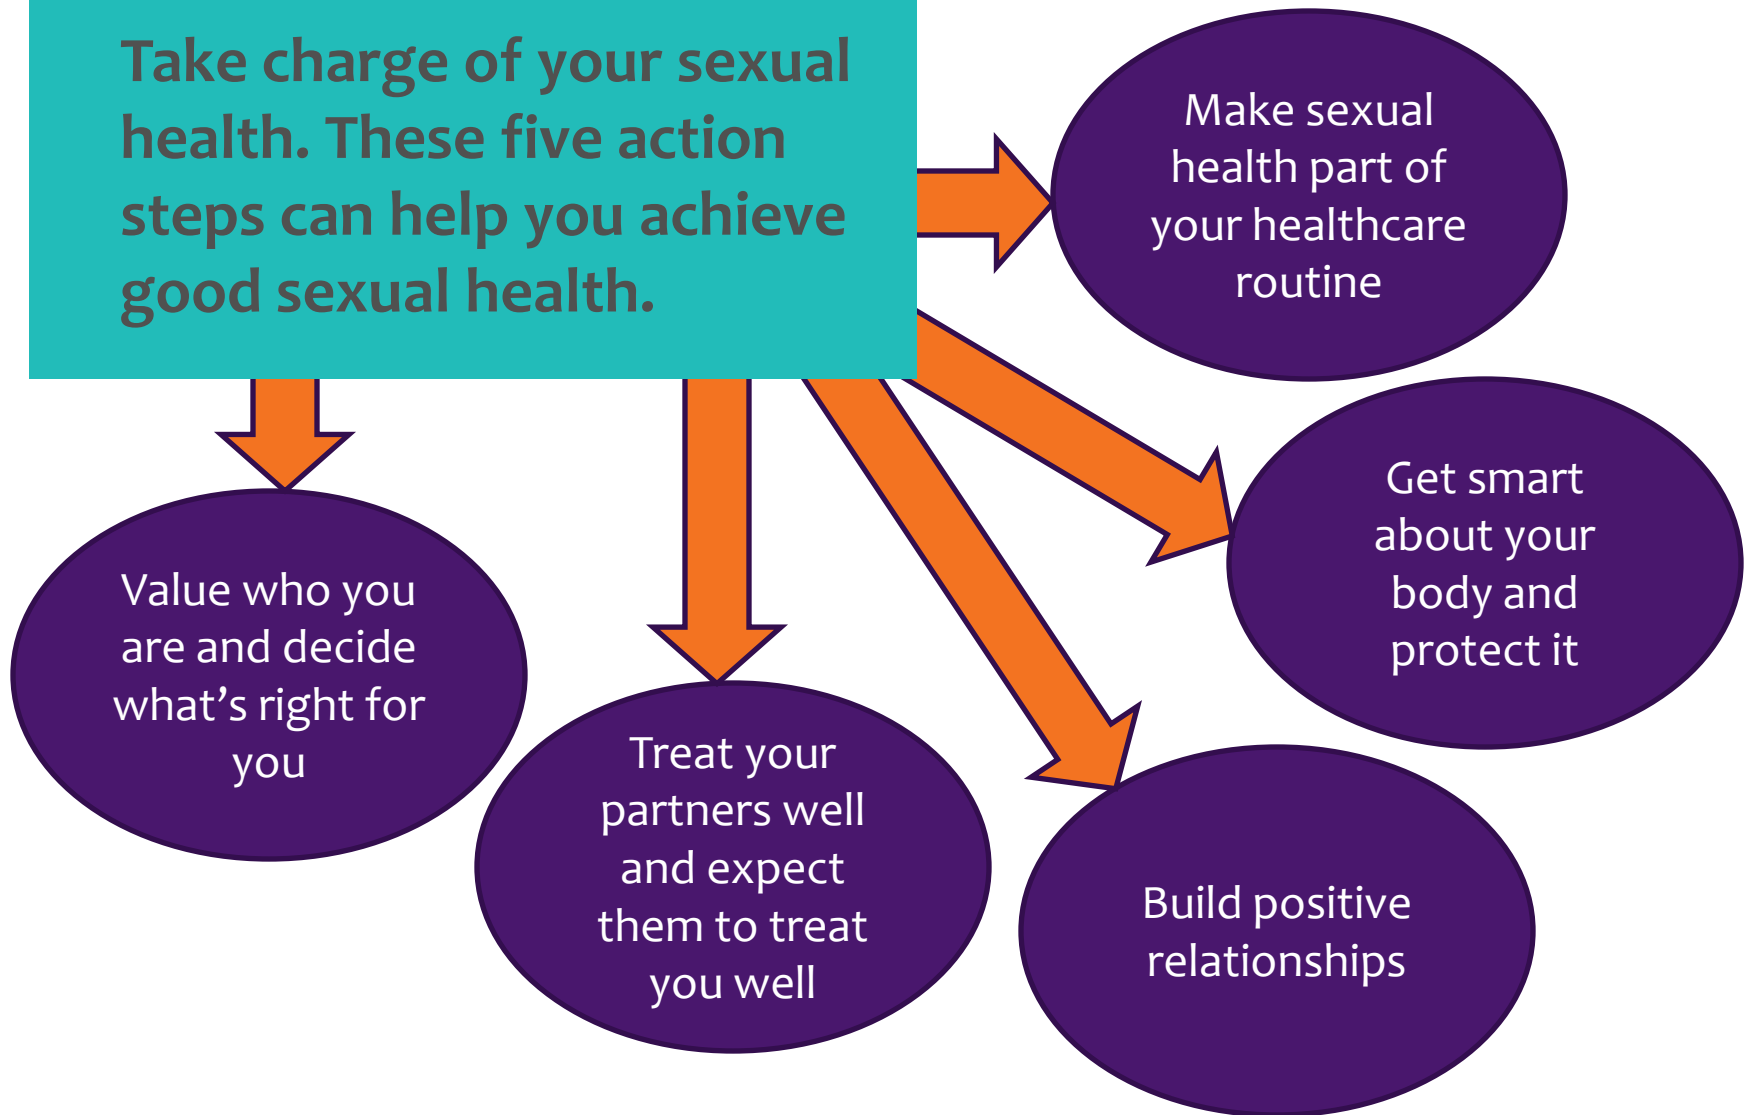 Take charge of your sexual
health. These five action
steps can help you achieve
good sexual health.
Make sexual
health part of
your healthcare
routine
Get smart
about your
body and
protect it
Value who you
are and decide
what’s right for
you
Treat your
partners well
and expect
them to treat
you well
Build positive
relationships